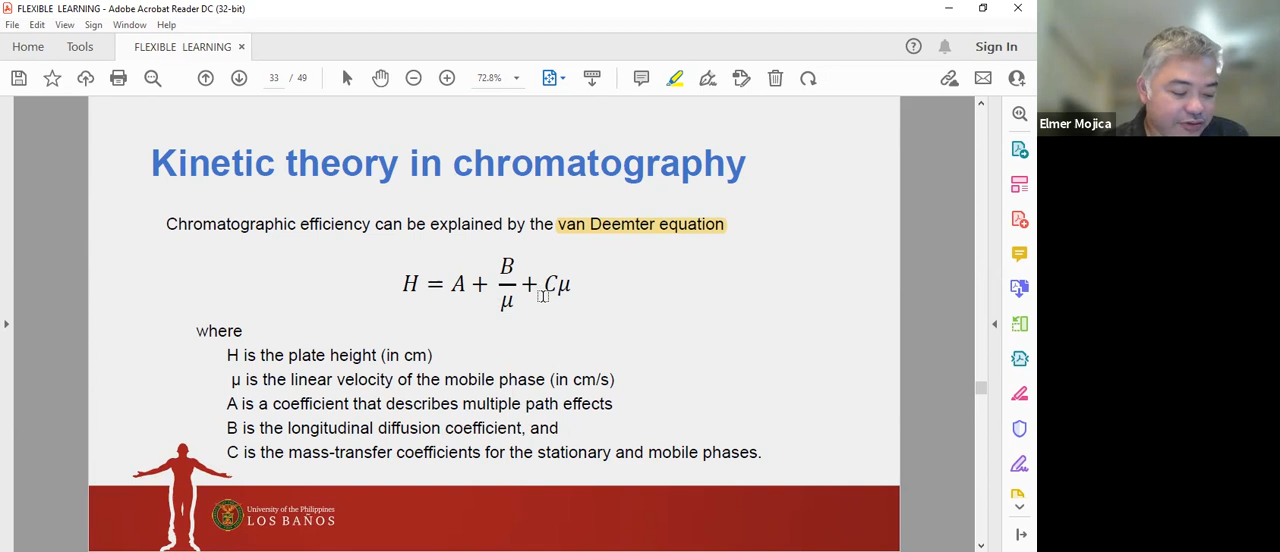 FLEXIBLE LEARNING - Adobe Acrobat Reader DC (32-bit)
File Edit View Sign Window Help
Home Tools FLEXIBLE LEARNING × Sign In
33 / 49 72.8%
Elmer Mojica
Kinetic theory in chromatography
Chromatographic efficiency can be explained by the van Deemter equation
H = A + B/μ + Cμ
where
H is the plate height (in cm)
μ is the linear velocity of the mobile phase (in cm/s)
A is a coefficient that describes multiple path effects
B is the longitudinal diffusion coefficient, and
C is the mass-transfer coefficients for the stationary and mobile phases.
University of the Philippines
LOS BAÑOS